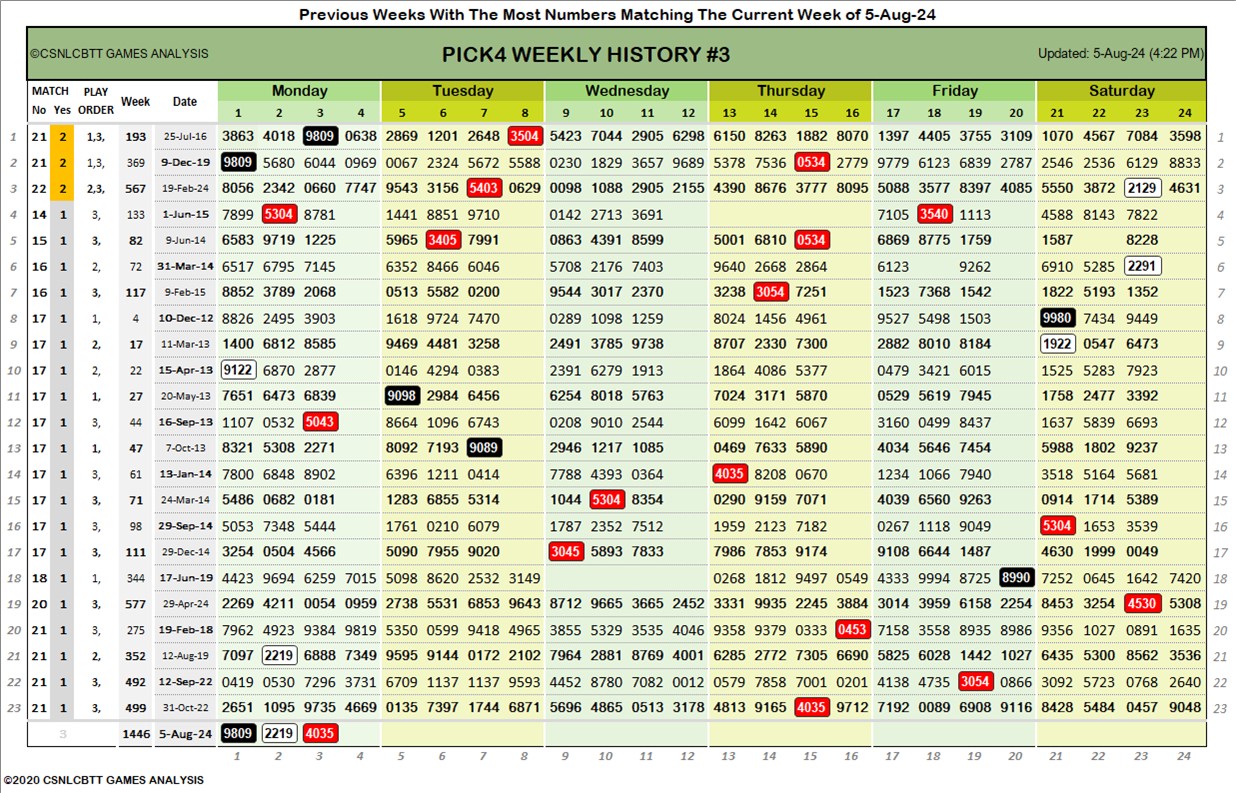 Previous Weeks With The Most Numbers Matching The Current Week of 5-Aug-24
©CSNLCBTT GAMES ANALYSIS PICK4 WEEKLY HISTORY #3 Updated: 5-Aug-24 (4:22 PM)
MATCH PLAY Week Date Monday Tuesday Wednesday Thursday Friday Saturday
No Yes ORDER 1 2 3 4 5 6 7 8 9 10 11 12 13 14 15 16 17 18 19 20 21 22 23 24
1 21 2 1,3, 193 25-Jul-16 3863 4018 9809 0638 2869 1201 2648 3504 5423 7044 2905 6298 6150 8263 1882 8070 1397 4405 3755 3109 1070 4567 7084 3598 1
2 21 2 1,3, 369 9-Dec-19 9809 5680 6044 0969 0067 2324 5672 5588 0230 1829 3657 9689 5378 7536 0534 2779 9779 6123 6839 2787 2546 2536 6129 8833 2
3 22 2 2,3, 567 19-Feb-24 8056 2342 0660 7747 9543 3156 5403 0629 0098 1088 2905 2155 4390 8676 3777 8095 5088 3577 8397 4085 5550 3872 2129 4631 3
4 14 1 3, 133 1-Jun-15 7899 5304 8781 1441 8851 9710 0142 2713 3691 7105 3540 1113 4588 8143 7822 4
5 15 1 3, 82 9-Jun-14 6583 9719 1225 5965 3405 7991 0863 4391 8599 5001 6810 0534 6869 8775 1759 1587 8228 5
6 16 1 2, 72 31-Mar-14 6517 6795 7145 6352 8466 6046 5708 2176 7403 9640 2668 2864 6123 9262 6910 5285 2291 6
7 16 1 3, 117 9-Feb-15 8852 3789 2068 0513 5582 0200 9544 3017 2370 3238 3054 7251 1523 7368 1542 1822 5193 1352 7
8 17 1 1, 4 10-Dec-12 8826 2495 3903 1618 9724 7470 0289 1098 1259 8024 1456 4961 9527 5498 1503 9980 7434 9449 8
9 17 1 2, 17 11-Mar-13 1400 6812 8585 9469 4481 3258 2491 3785 9738 8707 2330 7300 2882 8010 8184 1922 0547 6473 9
10 17 1 2, 22 15-Apr-13 9122 6870 2877 0146 4294 0383 2391 6279 1913 1864 4086 5377 0479 3421 6015 1525 5283 7923 10
11 17 1 1, 27 20-May-13 7651 6473 6839 9098 2984 6456 6254 8018 5763 7024 3171 5870 0529 5619 7945 1758 2477 3392 11
12 17 1 3, 44 16-Sep-13 1107 0532 5043 8664 1096 6743 0208 9010 2544 6099 1642 6067 3160 0499 8437 1637 5839 6693 12
13 17 1 1, 47 7-Oct-13 8321 5308 2271 8092 7193 9089 2946 1217 1085 0469 7633 5890 4034 5646 7454 5988 1802 9237 13
14 17 1 3, 61 13-Jan-14 7800 6848 8902 6396 1211 0414 7788 4393 0364 4035 8208 0670 1234 1066 7940 3518 5164 5681 14
15 17 1 3, 71 24-Mar-14 5486 0682 0181 1283 6855 5314 1044 5304 8354 0290 9159 7071 4039 6560 9263 0914 1714 5389 15
16 17 1 3, 98 29-Sep-14 5053 7348 5444 1761 0210 6079 1787 2352 7512 1959 2123 7182 0267 1118 9049 5304 1653 3539 16
17 17 1 3, 111 29-Dec-14 3254 0504 4566 5090 7955 9020 3045 5893 7833 7986 7853 9174 9108 6644 1487 4630 1999 0049 17
18 18 1 1, 344 17-Jun-19 4423 9694 6259 7015 5098 8620 2532 3149 0268 1812 9497 0549 4333 9994 8725 8990 7252 0645 1642 7420 18
19 20 1 3, 577 29-Apr-24 2269 4211 0054 0959 2738 5631 6853 9643 8712 9665 3665 2452 3331 9935 2245 3884 3014 3959 6158 2254 8453 3254 4530 5308 19
20 21 1 3, 275 19-Feb-18 7962 4923 9384 9819 5350 0599 9418 4965 3855 5329 3535 4046 9358 9379 0333 0453 7158 3558 8935 8986 9356 1027 0891 1635 20
21 21 1 2, 352 12-Aug-19 7097 2219 6888 7349 9595 9144 0172 2102 7964 2881 8769 4001 6285 2772 7305 6690 5825 6028 1442 1027 6435 5300 8562 3536 21
22 21 1 3, 492 12-Sep-22 0419 0530 7296 3731 6709 1137 1137 9593 4452 8780 7082 0012 0579 7858 7001 0201 4138 4735 3054 0866 3092 5723 0768 2640 22
23 21 1 3, 499 31-Oct-22 2651 1095 9735 4669 0135 7397 1744 6871 5696 4865 0513 3178 4813 9165 4035 9712 7192 0089 6908 9116 8428 5484 0457 9048 23
3 1446 5-Aug-24 9809 2219 4035
1 2 3 4 5 6 7 8 9 10 11 12 13 14 15 16 17 18 19 20 21 22 23 24
©2020 CSNLCBTT GAMES ANALYSIS